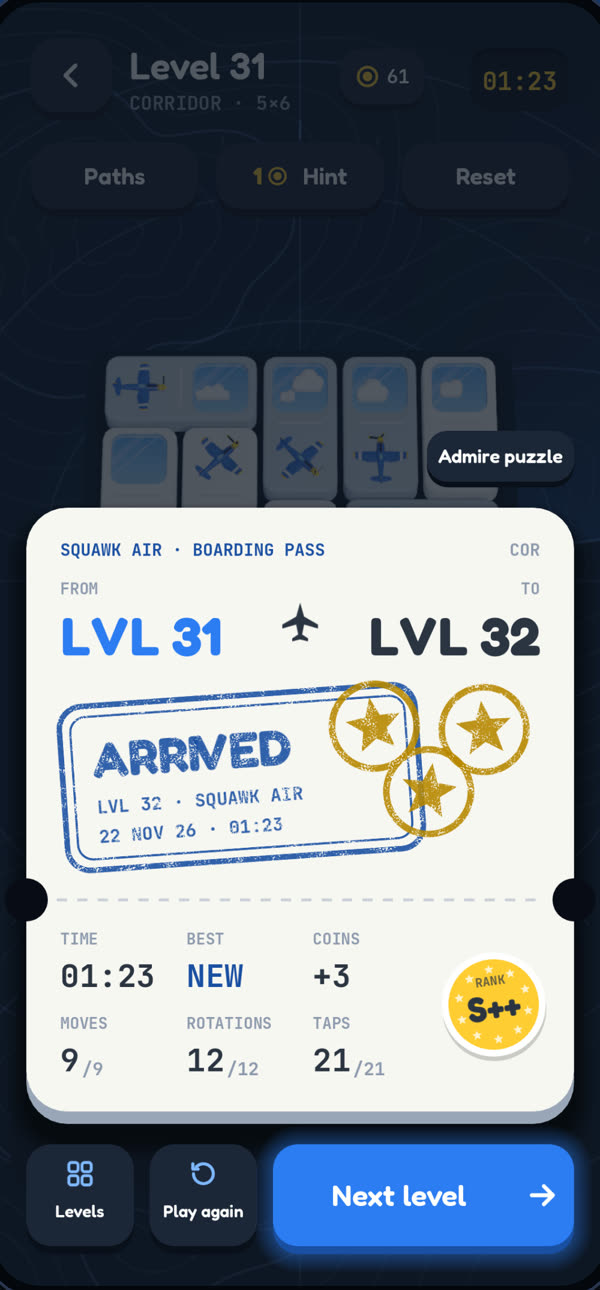 Level 31
CORRIDOR · 5×6
61
01:23
Paths
1 Hint
Reset
Admire puzzle
SQUAWK AIR · BOARDING PASS
COR
FROM
TO
LVL 31
LVL 32
ARRIVED
LVL 32 · SQUAWK AIR
22 NOV 26 · 01:23
TIME
BEST
COINS
01:23
NEW
+3
RANK
S++
MOVES
ROTATIONS
TAPS
9/9
12/12
21/21
Levels
Play again
Next level